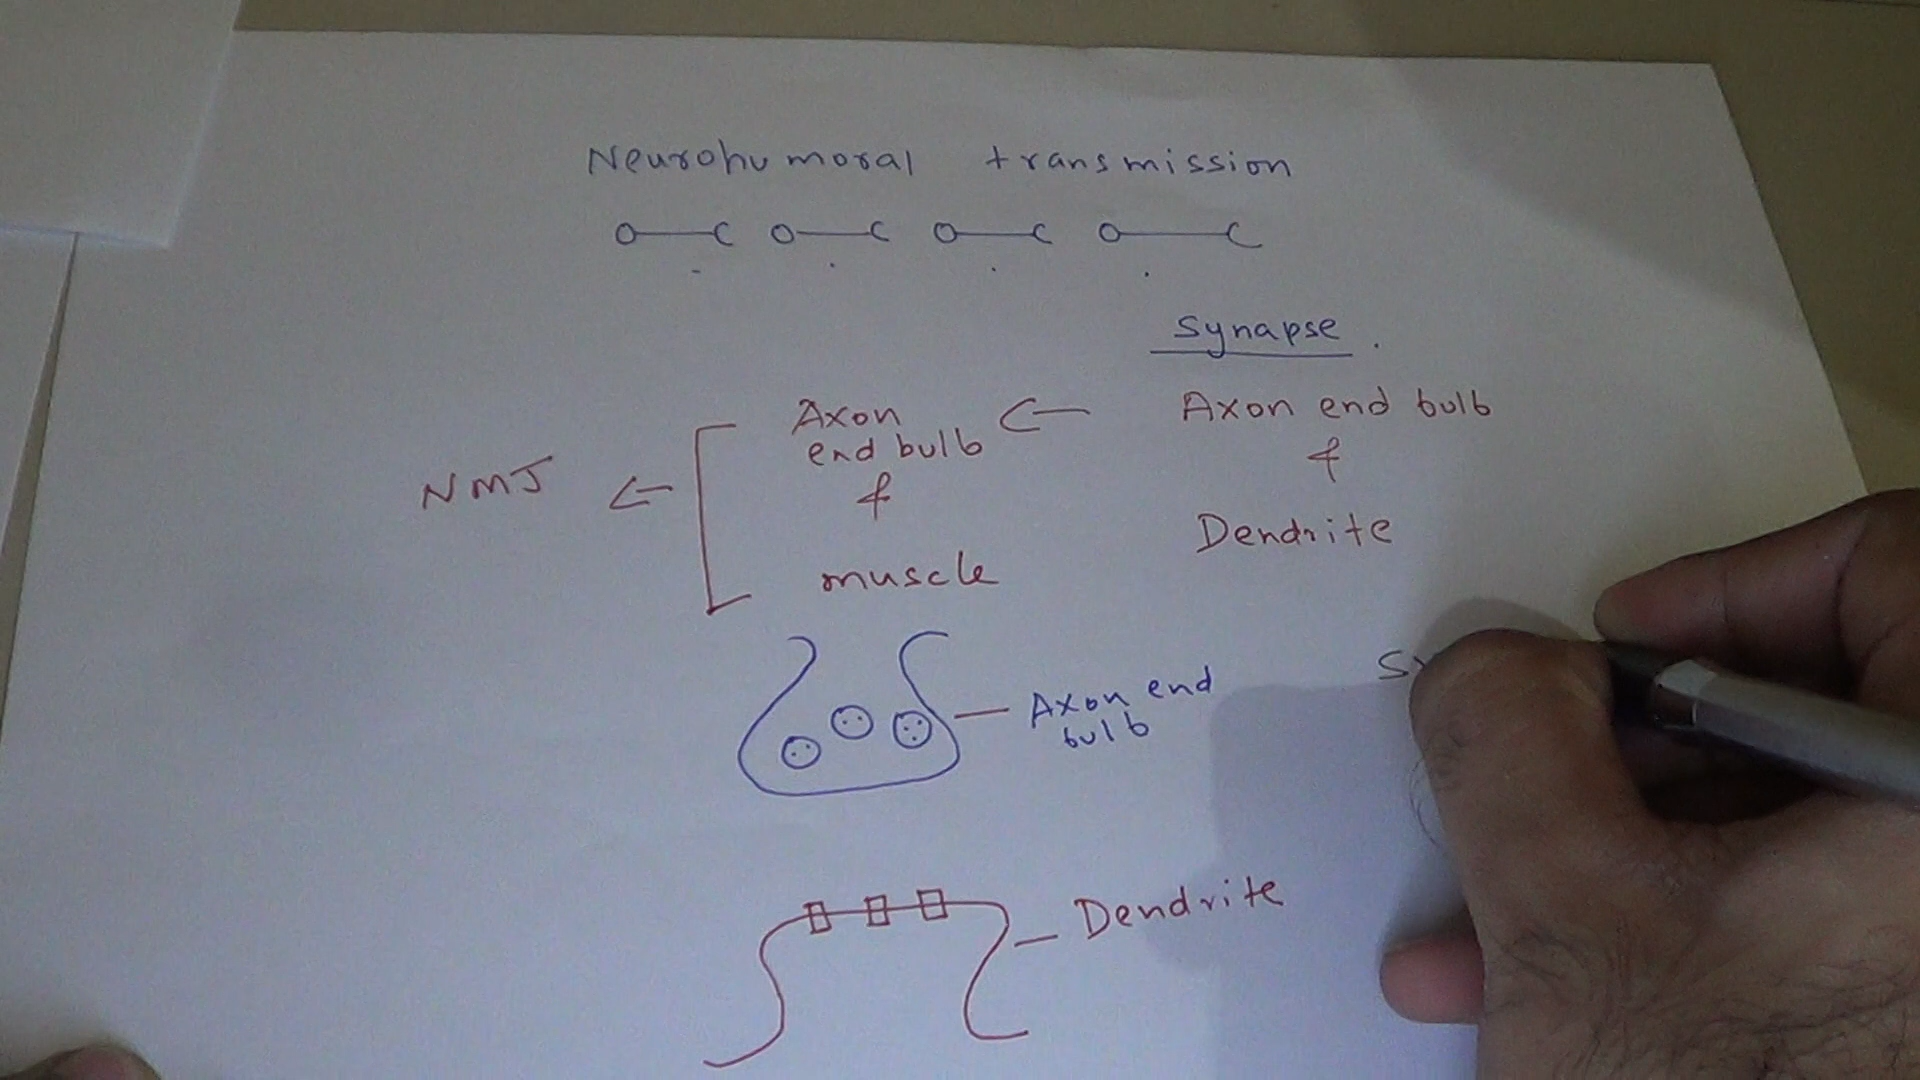 Neurohumoral transmission
Synapse.
Axon end bulb
&
Dendrite
Axon
end bulb
&
muscle
NMJ
Axon end
bulb
Dendrite